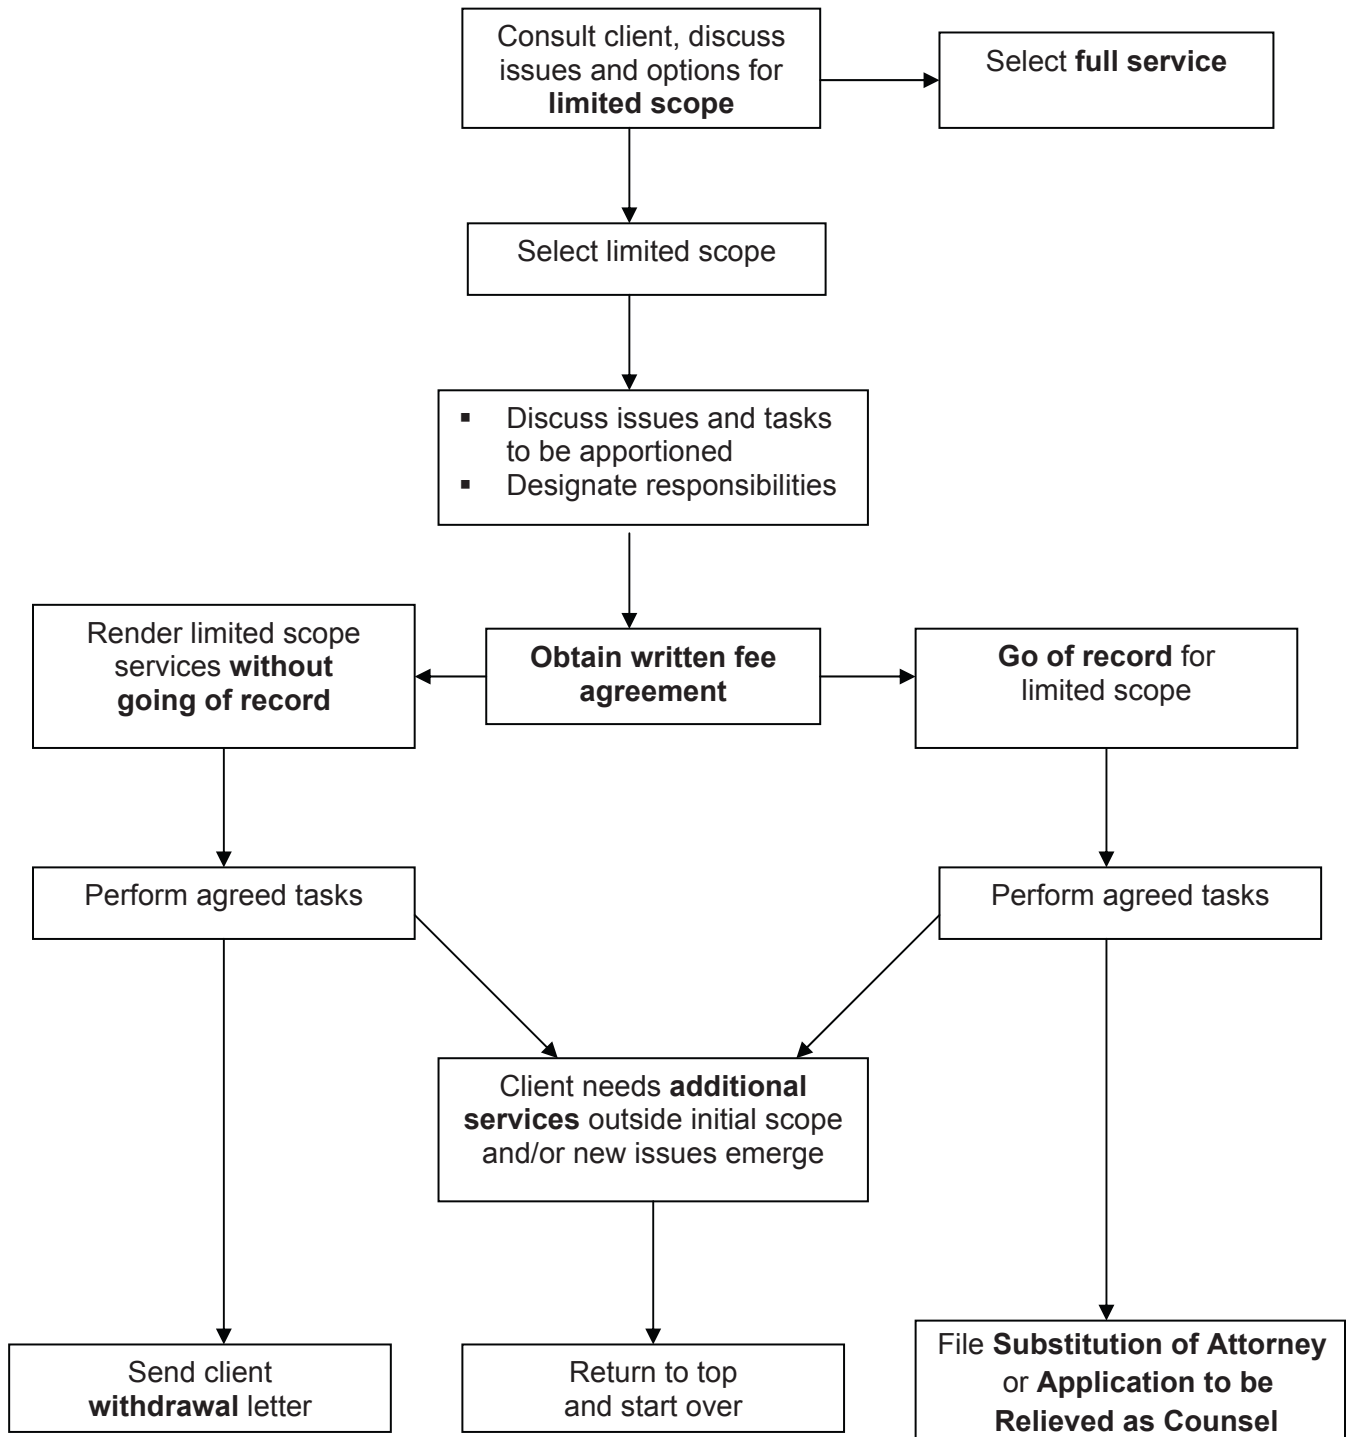 Consult client, discuss
issues and options for
limited scope
Select full service
Select limited scope
▪ Discuss issues and tasks
to be apportioned
▪ Designate responsibilities
Render limited scope
services without
going of record
Obtain written fee
agreement
Go of record for
limited scope
Perform agreed tasks
Perform agreed tasks
Client needs additional
services outside initial scope
and/or new issues emerge
Send client
withdrawal letter
Return to top
and start over
File Substitution of Attorney
or Application to be
Relieved as Counsel